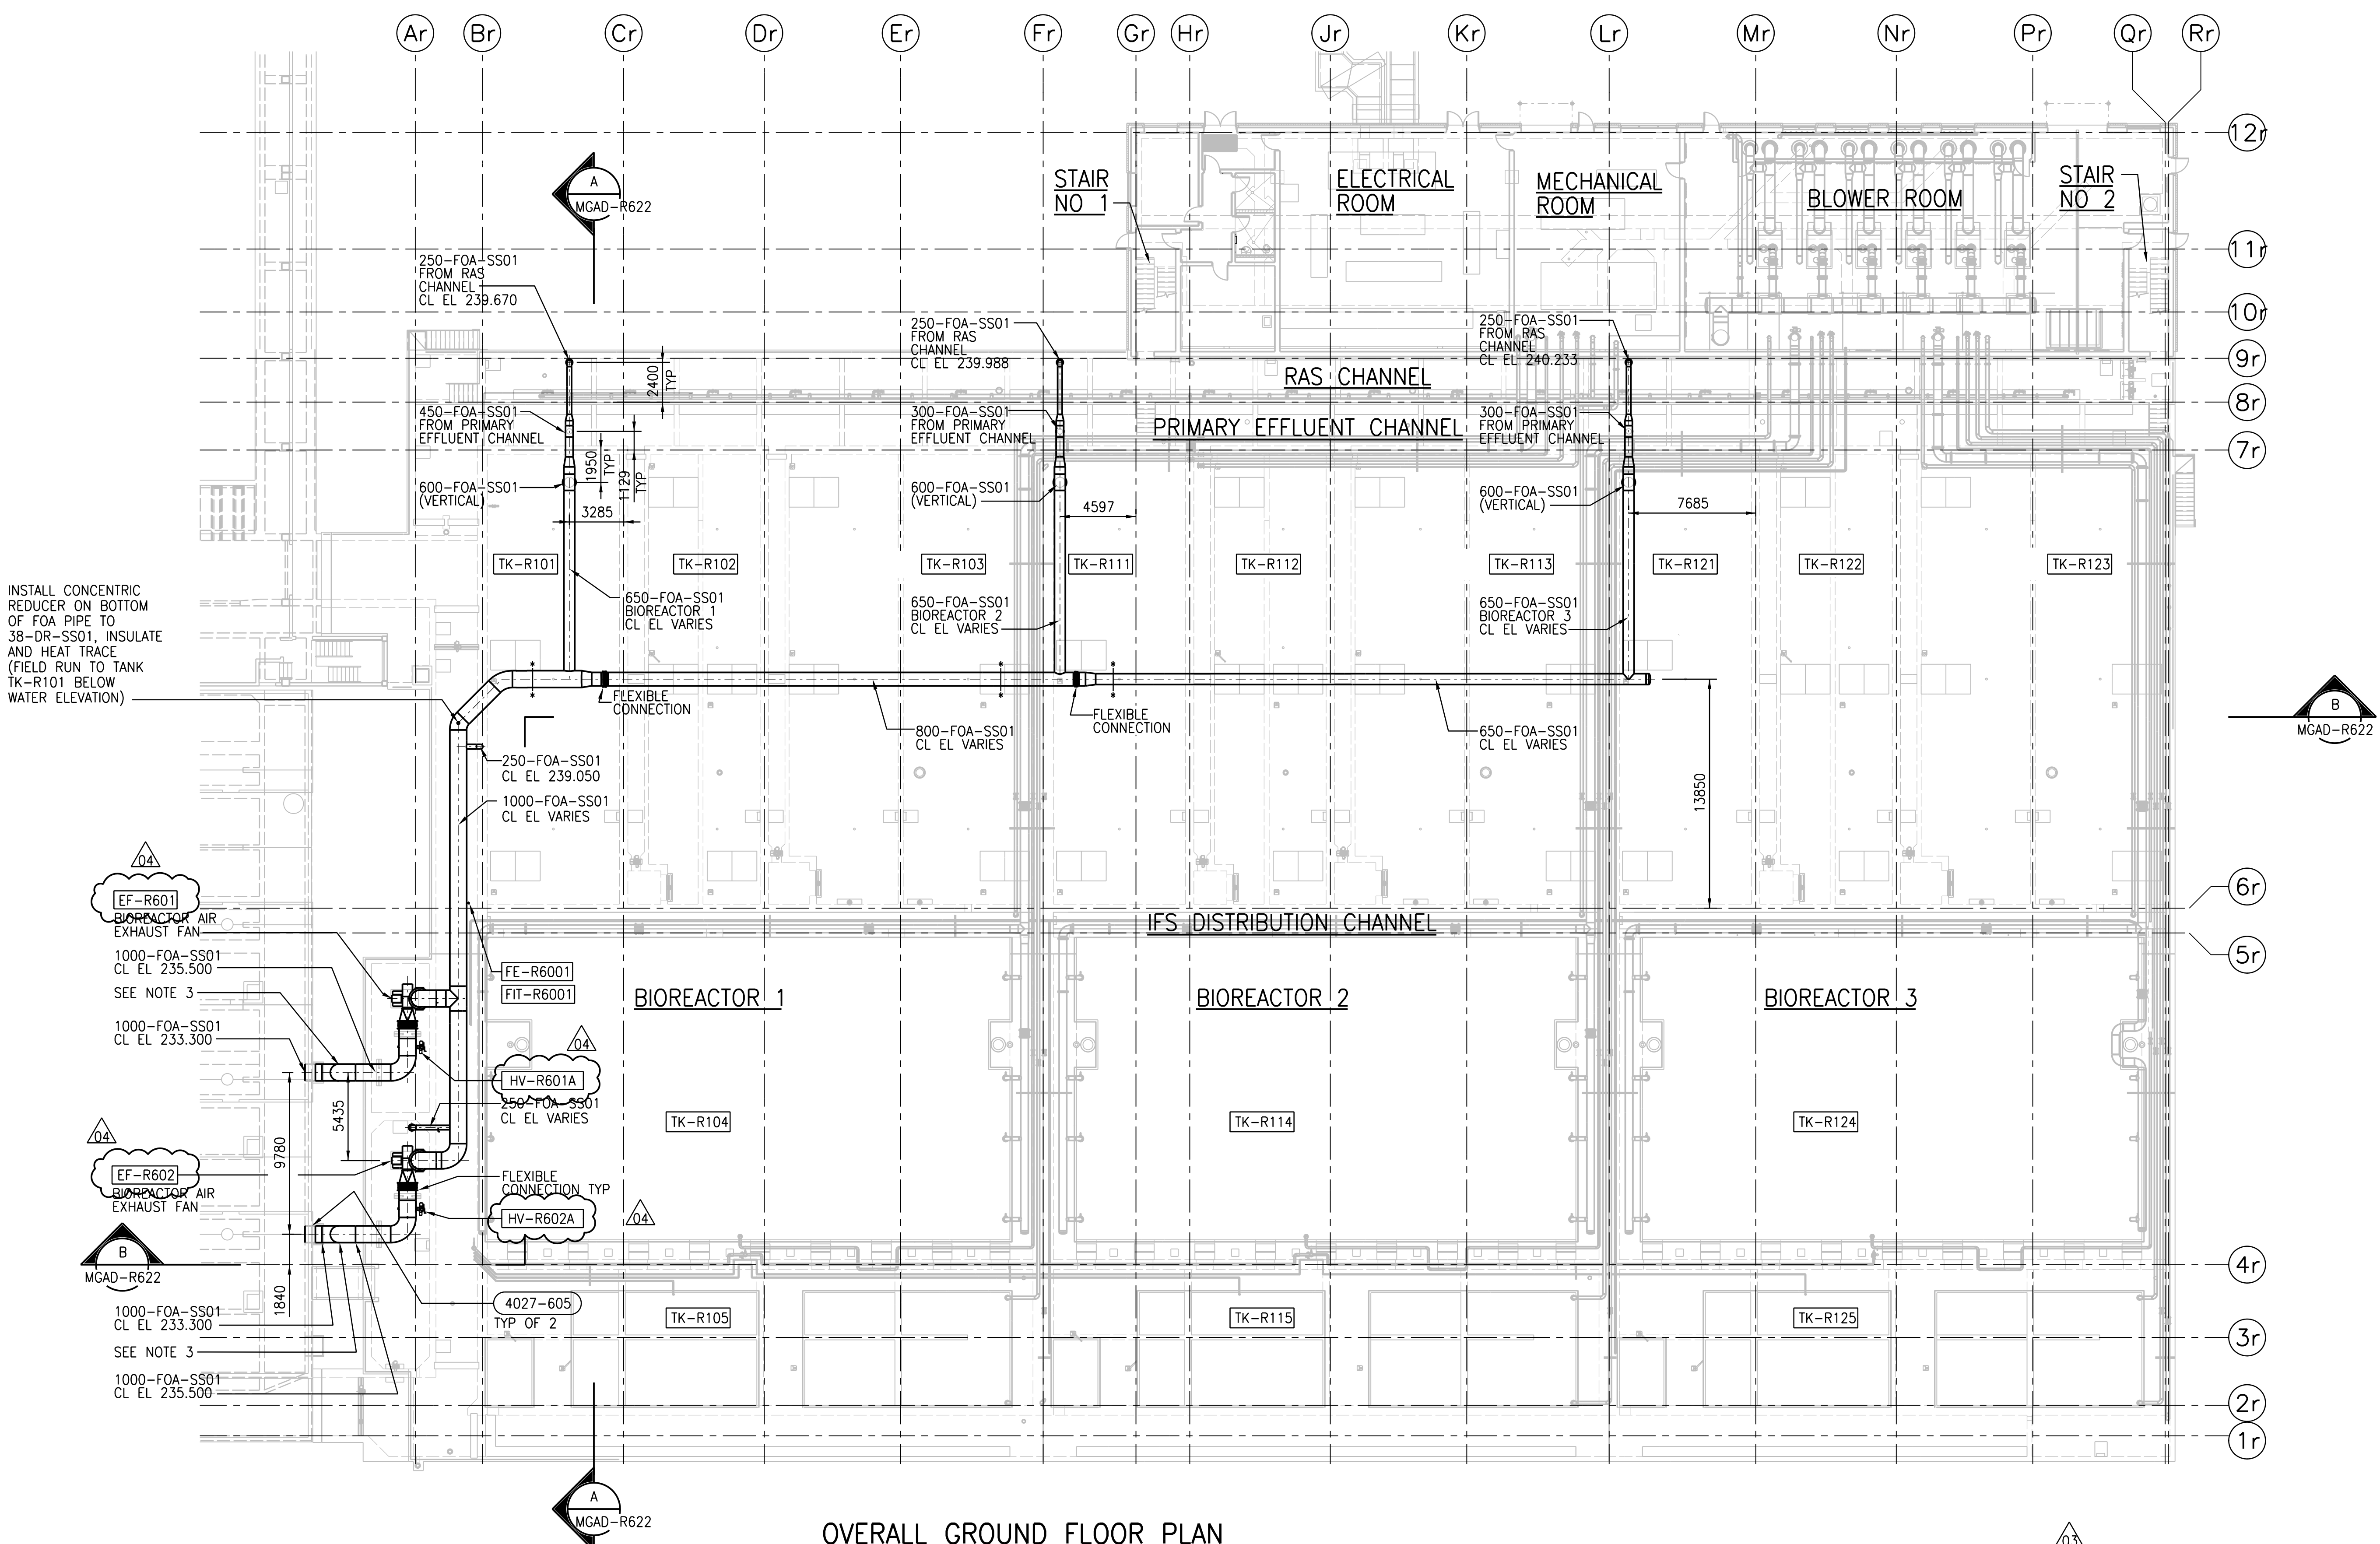 Ar Br Cr Dr Er Fr Gr Hr Jr Kr Lr Mr Nr Pr Qr Rr
12r
11r
10r
9r
8r
7r
6r
5r
4r
3r
2r
1r
A
MGAD-R622
STAIR
NO 1
ELECTRICAL
ROOM
MECHANICAL
ROOM
BLOWER ROOM
STAIR
NO 2
250-FOA-SS01
FROM RAS
CHANNEL
CL EL 239.670
250-FOA-SS01
FROM RAS
CHANNEL
CL EL 239.988
250-FOA-SS01
FROM RAS
CHANNEL
CL EL 240.233
2400
TYP
RAS CHANNEL
450-FOA-SS01
FROM PRIMARY
EFFLUENT CHANNEL
300-FOA-SS01
FROM PRIMARY
EFFLUENT CHANNEL
PRIMARY EFFLUENT CHANNEL
300-FOA-SS01
FROM PRIMARY
EFFLUENT CHANNEL
1950
TYP
1129
TYP
600-FOA-SS01
(VERTICAL)
600-FOA-SS01
(VERTICAL)
600-FOA-SS01
(VERTICAL)
3285
4597
7685
TK-R101
TK-R102
TK-R103
TK-R111
TK-R112
TK-R113
TK-R121
TK-R122
TK-R123
INSTALL CONCENTRIC
REDUCER ON BOTTOM
OF FOA PIPE TO
38-DR-SS01, INSULATE
AND HEAT TRACE
(FIELD RUN TO TANK
TK-R101 BELOW
WATER ELEVATION)
650-FOA-SS01
BIOREACTOR 1
CL EL VARIES
650-FOA-SS01
BIOREACTOR 2
CL EL VARIES
650-FOA-SS01
BIOREACTOR 3
CL EL VARIES
FLEXIBLE
CONNECTION
FLEXIBLE
CONNECTION
B
MGAD-R622
800-FOA-SS01
CL EL VARIES
650-FOA-SS01
CL EL VARIES
250-FOA-SS01
CL EL 239.050
1000-FOA-SS01
CL EL VARIES
13850
04
EF-R601
BIOREACTOR AIR
EXHAUST FAN
IFS DISTRIBUTION CHANNEL
1000-FOA-SS01
CL EL 235.500
SEE NOTE 3
1000-FOA-SS01
CL EL 233.300
FE-R6001
FIT-R6001
BIOREACTOR 1
BIOREACTOR 2
BIOREACTOR 3
04
HV-R601A
250-FOA-SS01
CL EL VARIES
5435
9780
TK-R104
TK-R114
TK-R124
04
EF-R602
BIOREACTOR AIR
EXHAUST FAN
FLEXIBLE
CONNECTION TYP
HV-R602A
04
B
MGAD-R622
1840
1000-FOA-SS01
CL EL 233.300
SEE NOTE 3
1000-FOA-SS01
CL EL 235.500
4027-605
TYP OF 2
TK-R105
TK-R115
TK-R125
A
MGAD-R622
OVERALL GROUND FLOOR PLAN
03